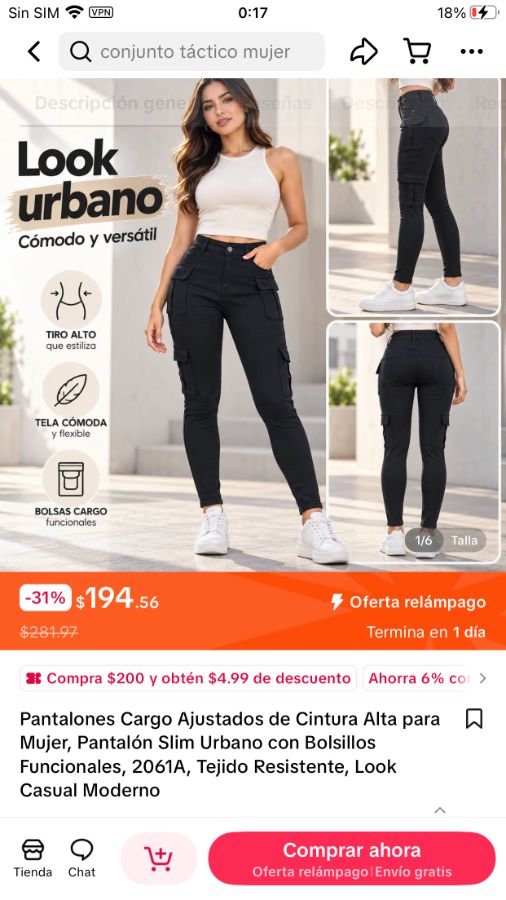 Sin SIM VPN 0:17 18%
conjunto táctico mujer
Look
urbano
Cómodo y versátil
TIRO ALTO
que estiliza
TELA CÓMODA
y flexible
BOLSAS CARGO
funcionales
1/6 Talla
-31% $194.56
Oferta relámpago
$281.97
Termina en 1 día
Compra $200 y obtén $4.99 de descuento
Ahorra 6% co
Pantalones Cargo Ajustados de Cintura Alta para
Mujer, Pantalón Slim Urbano con Bolsillos
Funcionales, 2061A, Tejido Resistente, Look
Casual Moderno
Tienda
Chat
Comprar ahora
Oferta relámpago|Envío gratis